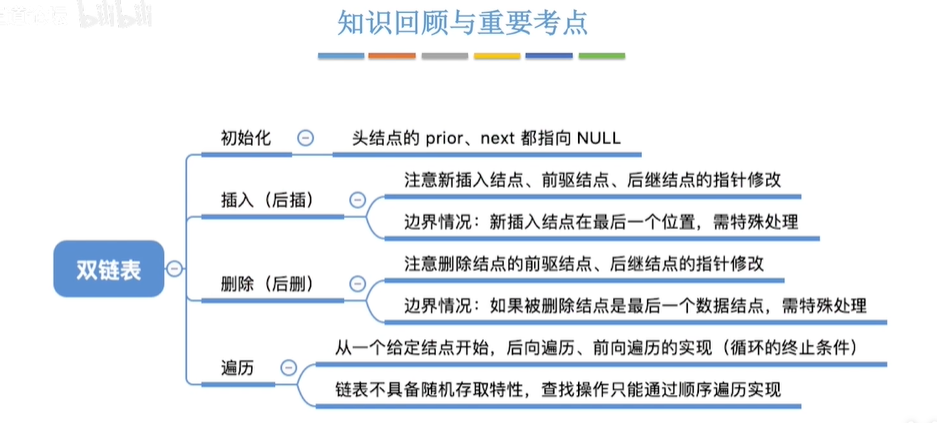 bilibili
知识回顾与重要考点
初始化
头结点的 prior、next 都指向 NULL
插入（后插）
注意新插入结点、前驱结点、后继结点的指针修改
边界情况：新插入结点在最后一个位置，需特殊处理
双链表
删除（后删）
注意删除结点的前驱结点、后继结点的指针修改
边界情况：如果被删除结点是最后一个数据结点，需特殊处理
遍历
从一个给定结点开始，后向遍历、前向遍历的实现（循环的终止条件）
链表不具备随机存取特性，查找操作只能通过顺序遍历实现